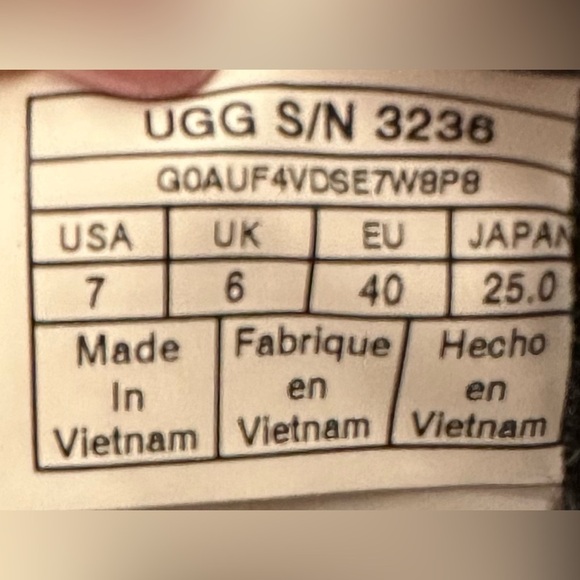 UGG S/N 3236
G0AUF4VDSE7W9P8
USA UK EU JAPAN
7 6 40 25.0
Made In Vietnam
Fabrique en Vietnam
Hecho en Vietnam